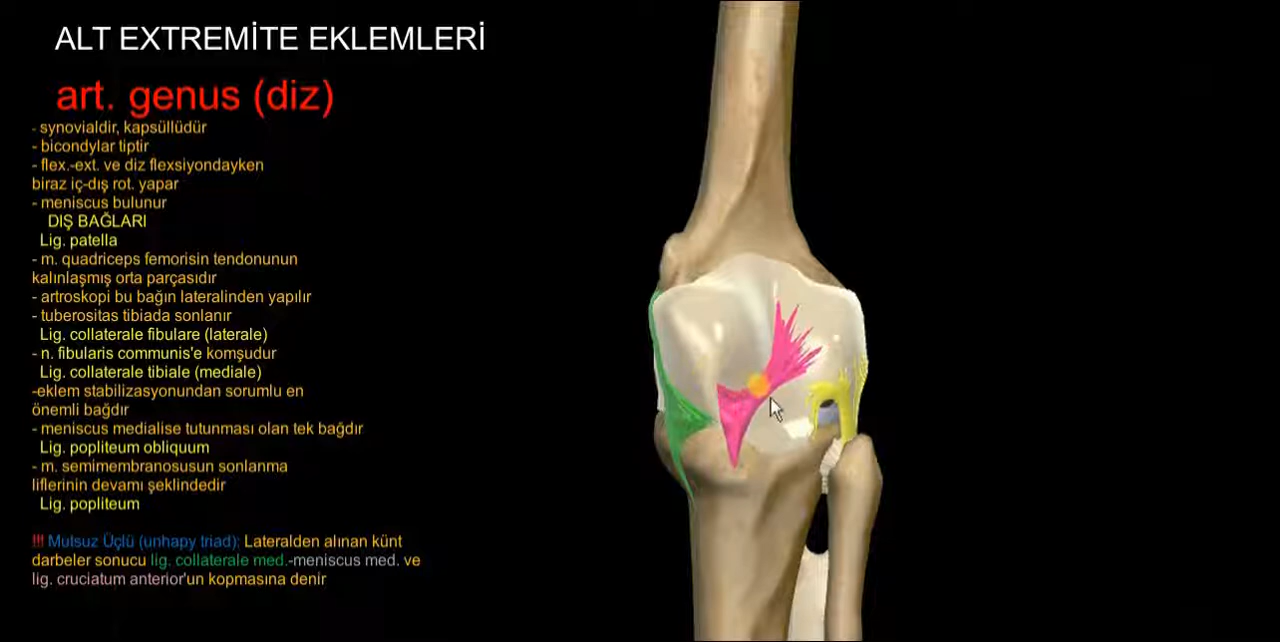 ALT EXTREMİTE EKLEMLERİ
art. genus (diz)
- synovialdir, kapsüllüdür
- bicondylar tiptir
- flex.-ext. ve diz flexsiyondayken
biraz iç-dış rot. yapar
- meniscus bulunur
DIŞ BAĞLARI
Lig. patella
- m. quadriceps femorisin tendonunun
kalınlaşmış orta parçasıdır
- artroskopi bu bağın lateralinden yapılır
- tuberositas tibiada sonlanır
Lig. collaterale fibulare (laterale)
- n. fibularis communis'e komşudur
Lig. collaterale tibiale (mediale)
-eklem stabilizasyonundan sorumlu en
önemli bağdır
- meniscus medialise tutunması olan tek bağdır
Lig. popliteum obliquum
- m. semimembranosusun sonlanma
liflerinin devamı şeklindedir
Lig. popliteum
!!! Mutsuz Üçlü (unhapy triad): Lateralden alınan künt
darbeler sonucu lig. collaterale med.-meniscus med. ve
lig. cruciatum anterior'un kopmasına denir